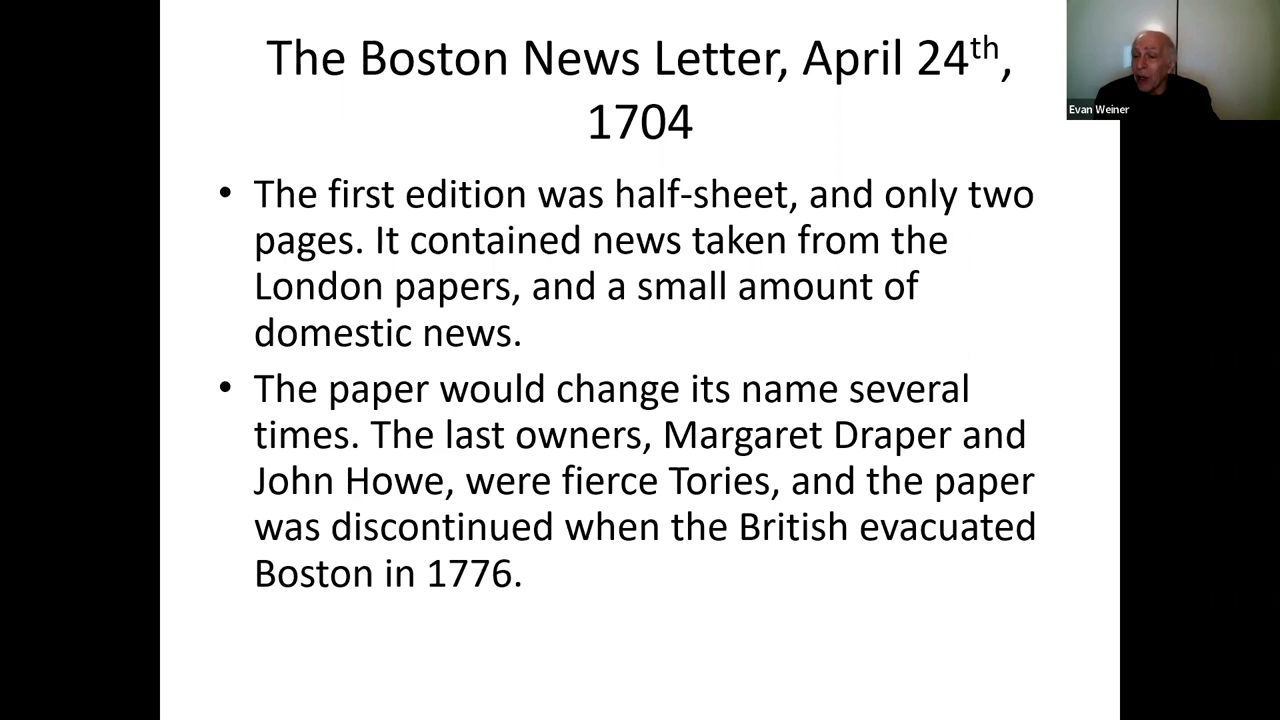 The Boston News Letter, April 24th,
1704
• The first edition was half-sheet, and only two
pages. It contained news taken from the
London papers, and a small amount of
domestic news.
• The paper would change its name several
times. The last owners, Margaret Draper and
John Howe, were fierce Tories, and the paper
was discontinued when the British evacuated
Boston in 1776.
Evan Weiner